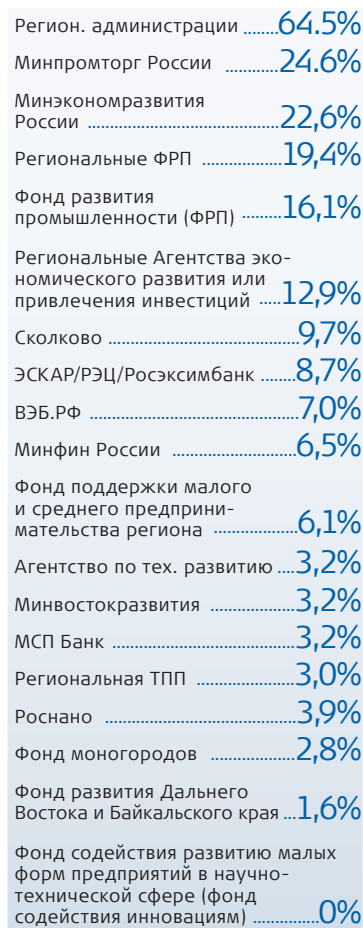 Регион. администрации ........64.5%
Минпромторг России ................24.6%
Минэкономразвития
России ................................22,6%
Региональные ФРП ................19,4%
Фонд развития
промышленности (ФРП) ........16,1%
Региональные Агентства эко-
номического развития или
привлечения инвестиций .....12,9%
Сколково ................................9,7%
ЭСКАР/РЭЦ/Росэксимбанк .......8,7%
ВЭБ.РФ ................................7,0%
Минфин России .......................6,5%
Фонд поддержки малого
и среднего предприни-
мательства региона ................6,1%
Агентство по тех. развитию ....3,2%
Минвостокразвития ................3,2%
МСП Банк ................................3,2%
Региональная ТПП ................3,0%
Роснано ................................3,9%
Фонд моногородов ................2,8%
Фонд развития Дальнего
Востока и Байкальского края ...1,6%
Фонд содействия развитию малых
форм предприятий в научно-
технической сфере (фонд
содействия инновациям) ............0%